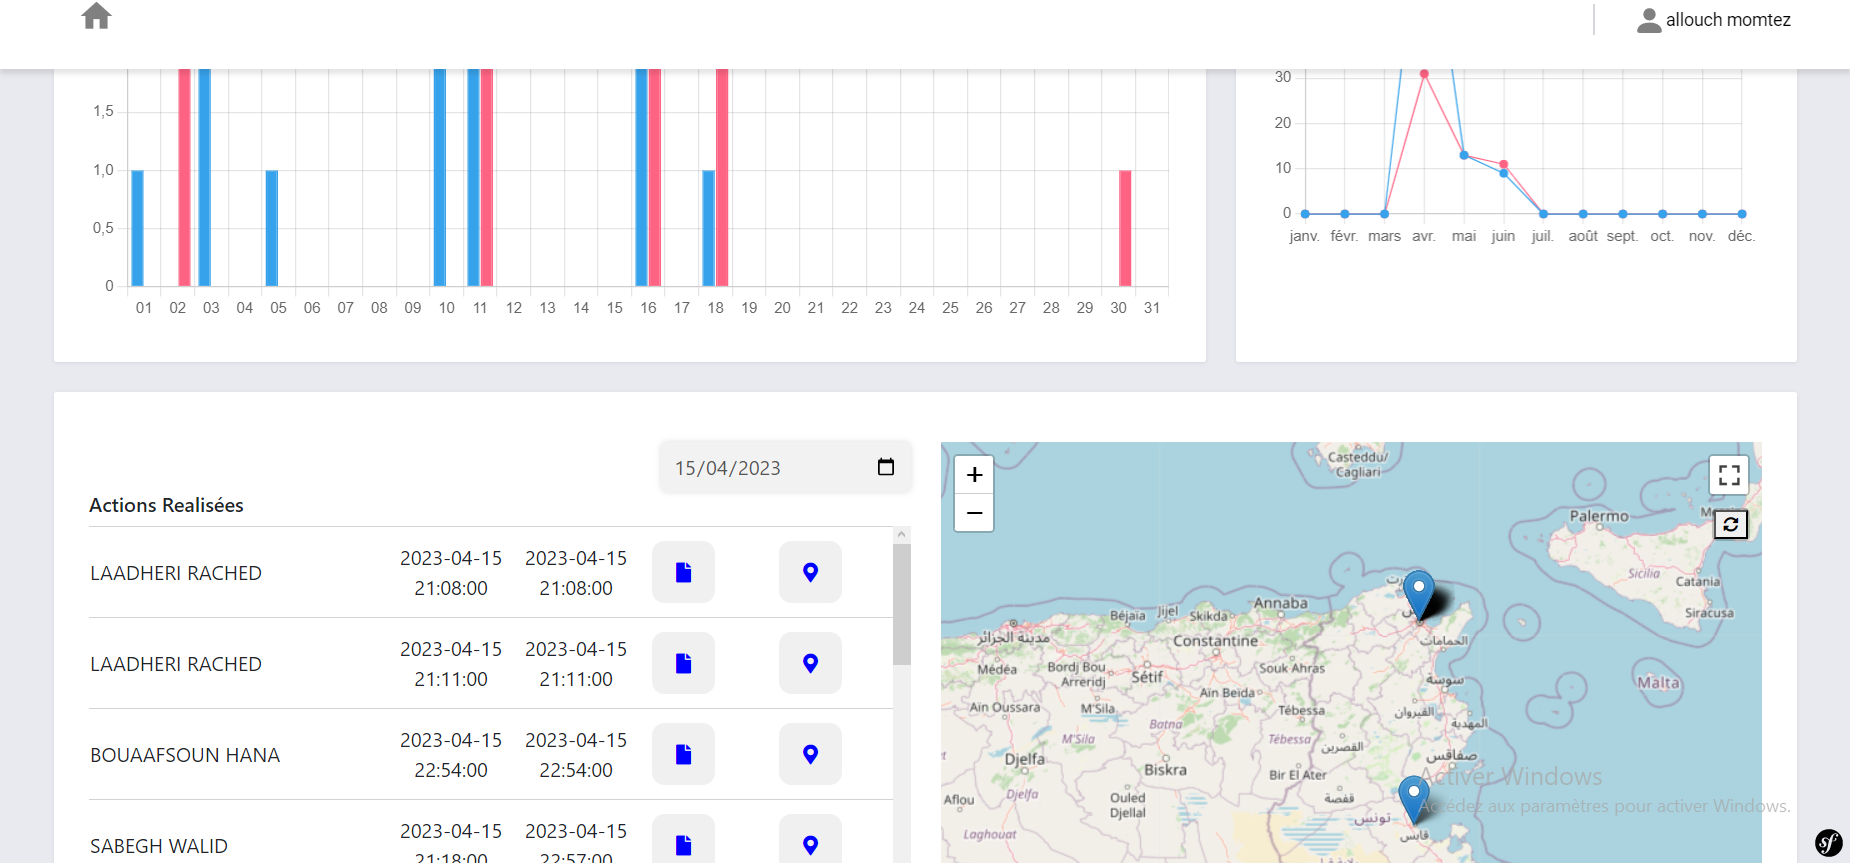 allouch momtez
1,5
1,0
0,5
0
01 02 03 04 05 06 07 08 09 10 11 12 13 14 15 16 17 18 19 20 21 22 23 24 25 26 27 28 29 30 31
30
20
10
0
janv. févr. mars avr. mai juin juil. août sept. oct. nov. déc.
15/04/2023
Actions Realisées
LAADHERI RACHED
2023-04-15
21:08:00
2023-04-15
21:08:00
LAADHERI RACHED
2023-04-15
21:11:00
2023-04-15
21:11:00
BOUAAFSOUN HANA
2023-04-15
22:54:00
2023-04-15
22:54:00
SABEGH WALID
2023-04-15
21:18:00
2023-04-15
22:57:00
+
−
Casteddu/
Cagliari
Palermo
Sicilia
Catania
Siracusa
Annaba
Béjaïa
Jijel
Skikda
مدينة الجزائر
Constantine
الحمامات
Médéa
Bordj Bou
Arreridj
Sétif
Souk Ahras
سوسة
Malta
Aïn Beida
Ain Oussara
M'Sila
Tébessa
القيروان
المهدية
Batna
M'Sila
Tébessa
القصرين
صفاقس
Djelfa
Biskra
Bir El Ater
Activer Windows
Accédez aux paramètres pour activer Windows.
Djelfa
Aflou
Ouled
Djellal
قفصة
تونس
قابس
Laghouat
sf